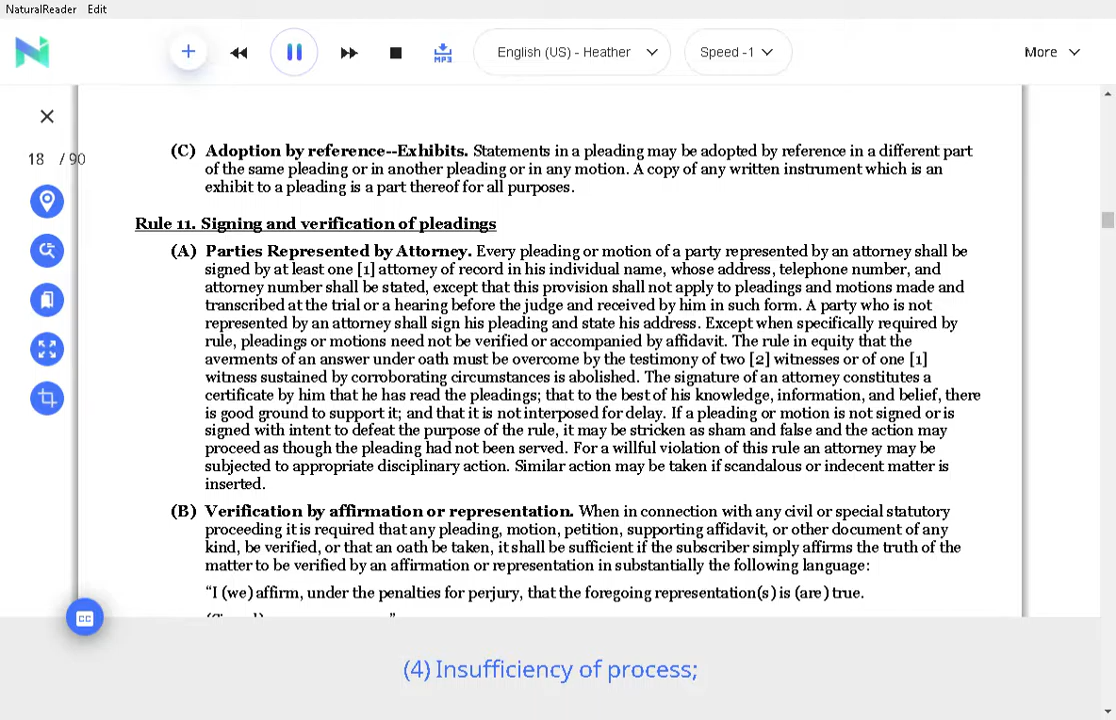 NaturalReader Edit
English (US) - Heather
Speed -1
More
MP3
18 / 90
(C) Adoption by reference--Exhibits. Statements in a pleading may be adopted by reference in a different part
of the same pleading or in another pleading or in any motion. A copy of any written instrument which is an
exhibit to a pleading is a part thereof for all purposes.
Rule 11. Signing and verification of pleadings
(A) Parties Represented by Attorney. Every pleading or motion of a party represented by an attorney shall be
signed by at least one [1] attorney of record in his individual name, whose address, telephone number, and
attorney number shall be stated, except that this provision shall not apply to pleadings and motions made and
transcribed at the trial or a hearing before the judge and received by him in such form. A party who is not
represented by an attorney shall sign his pleading and state his address. Except when specifically required by
rule, pleadings or motions need not be verified or accompanied by affidavit. The rule in equity that the
averments of an answer under oath must be overcome by the testimony of two [2] witnesses or of one [1]
witness sustained by corroborating circumstances is abolished. The signature of an attorney constitutes a
certificate by him that he has read the pleadings; that to the best of his knowledge, information, and belief, there
is good ground to support it; and that it is not interposed for delay. If a pleading or motion is not signed or is
signed with intent to defeat the purpose of the rule, it may be stricken as sham and false and the action may
proceed as though the pleading had not been served. For a willful violation of this rule an attorney may be
subjected to appropriate disciplinary action. Similar action may be taken if scandalous or indecent matter is
inserted.
(B) Verification by affirmation or representation. When in connection with any civil or special statutory
proceeding it is required that any pleading, motion, petition, supporting affidavit, or other document of any
kind, be verified, or that an oath be taken, it shall be sufficient if the subscriber simply affirms the truth of the
matter to be verified by an affirmation or representation in substantially the following language:
“I (we) affirm, under the penalties for perjury, that the foregoing representation(s) is (are) true.
CC
(4) Insufficiency of process;